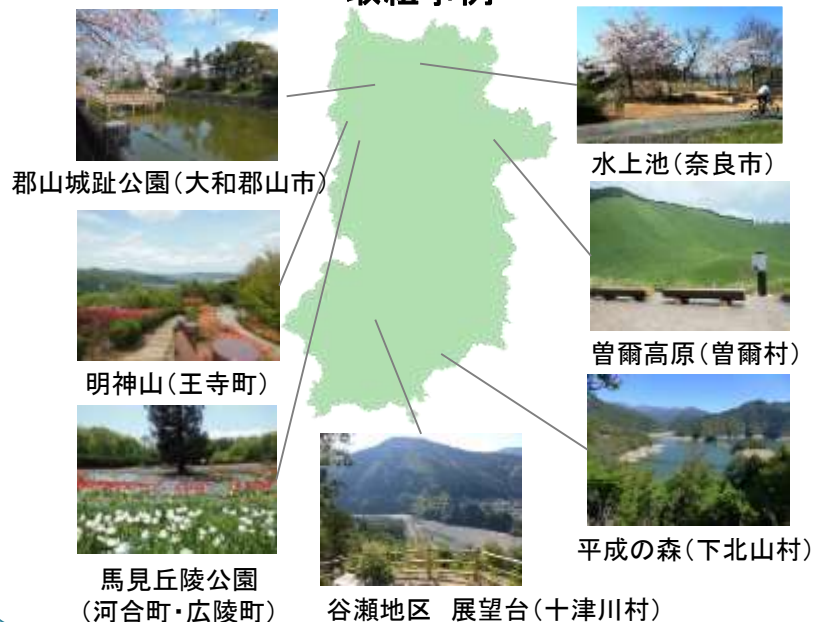 郡山城趾公園(大和郡山市)
水上池(奈良市)
明神山(王寺町)
曽爾高原(曽爾村)
馬見丘陵公園
(河合町・広陵町)
谷瀬地区 展望台(十津川村)
平成の森(下北山村)